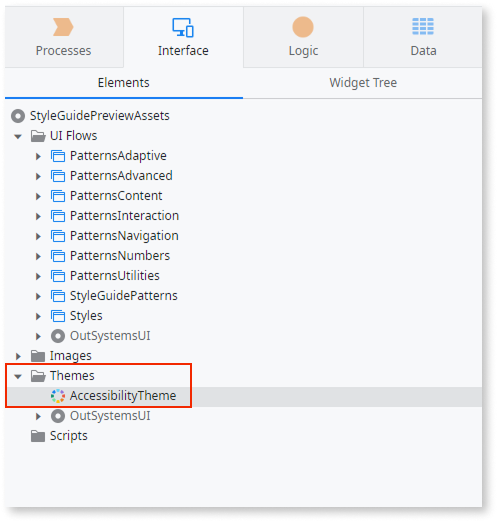 Processes
Interface
Logic
Data
Elements
Widget Tree
StyleGuidePreviewAssets
UI Flows
PatternsAdaptive
PatternsAdvanced
PatternsContent
PatternsInteraction
PatternsNavigation
PatternsNumbers
PatternsUtilities
StyleGuidePatterns
Styles
OutSystemsUI
Images
Themes
AccessibilityTheme
OutSystemsUI
Scripts